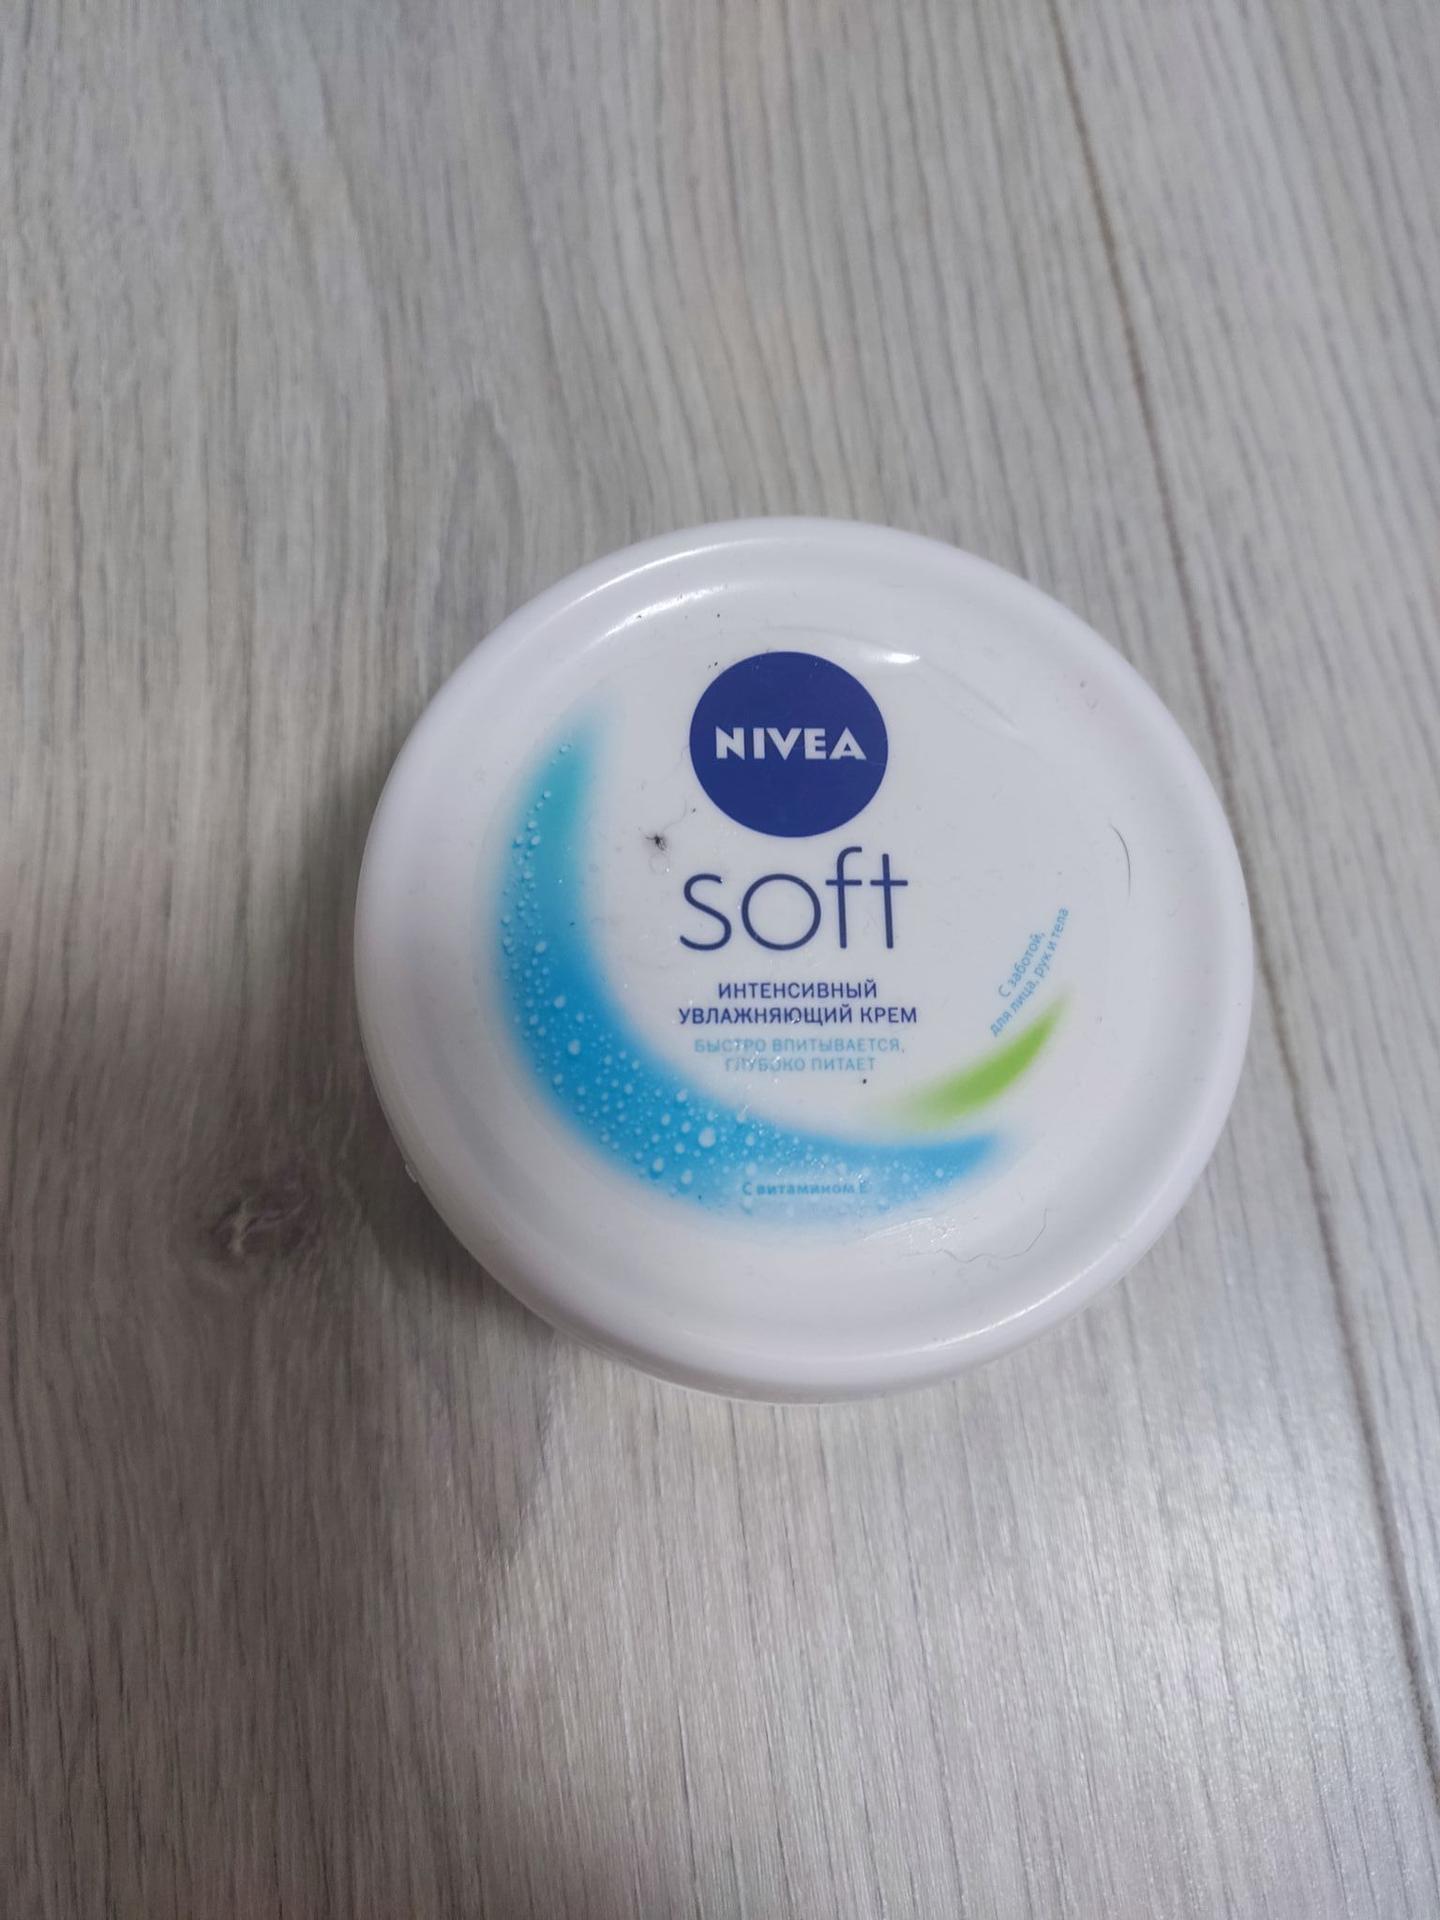 NIVEA
soft
ИНТЕНСИВНЫЙ
УВЛАЖНЯЮЩИЙ КРЕМ
БЫСТРО ВПИТЫВАЕТСЯ,
ГЛУБОКО ПИТАЕТ
С заботой,
для лица, рук и тела
С витамином Е